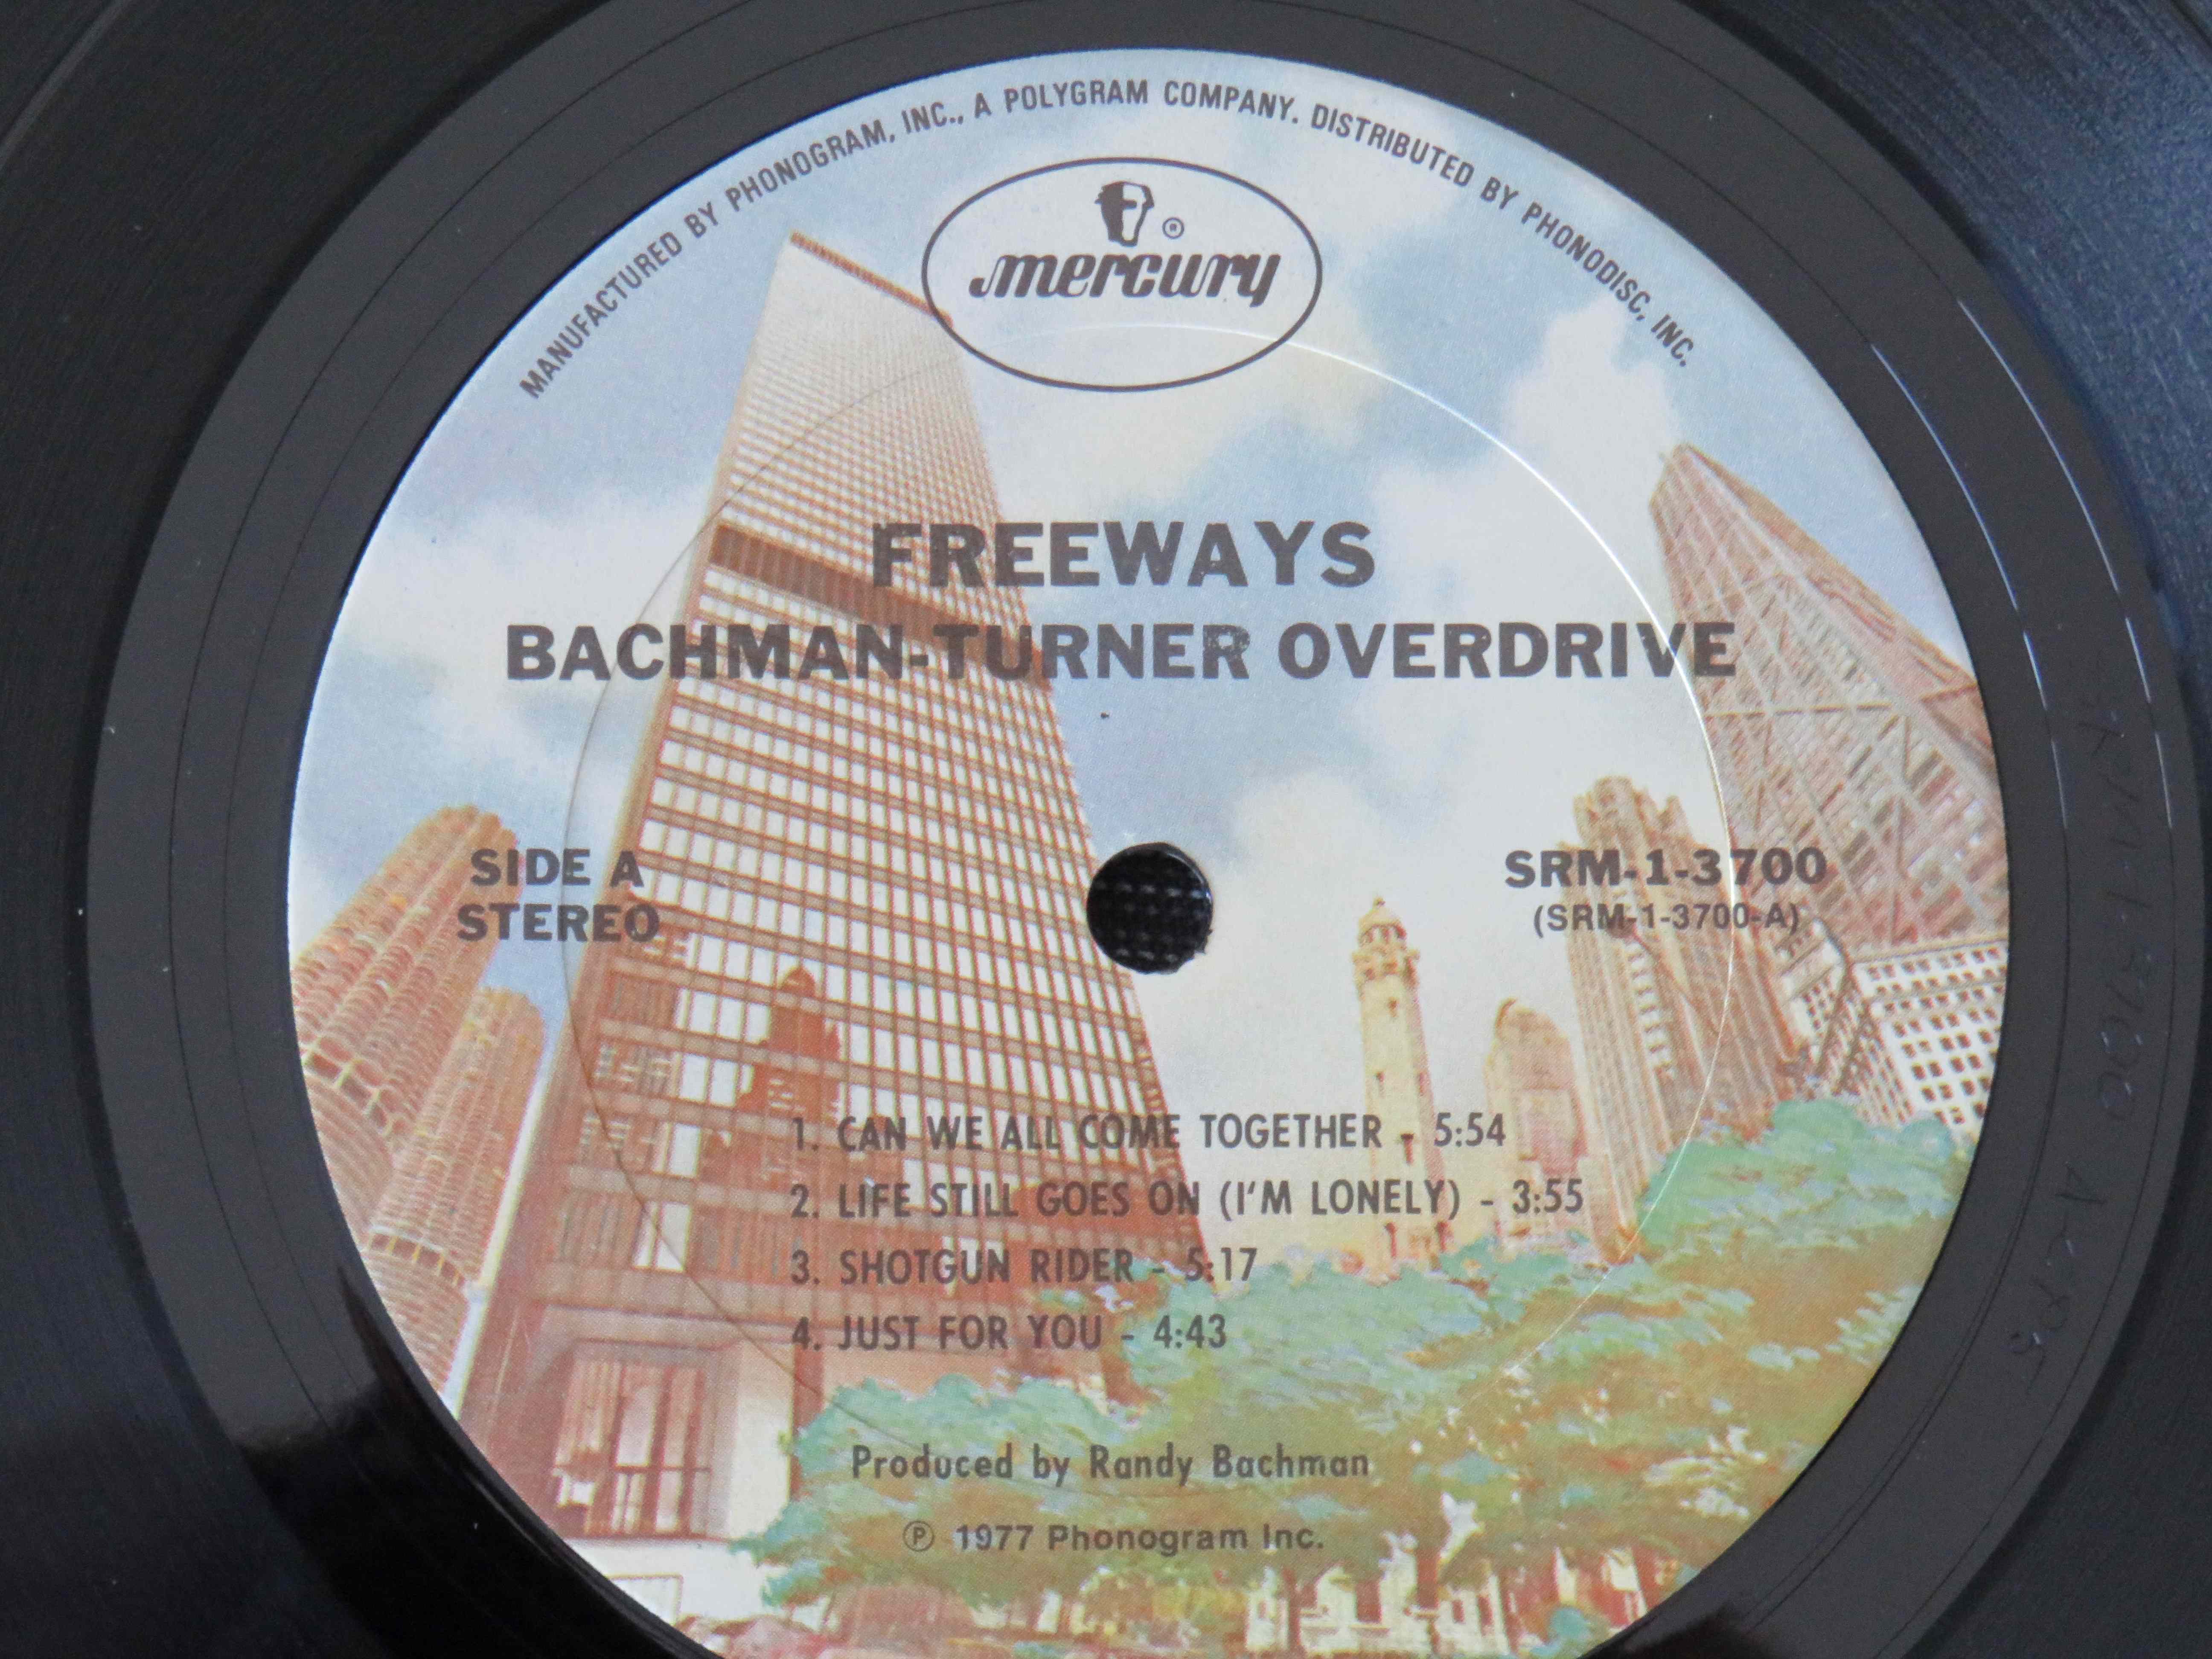 MANUFACTURED BY PHONOGRAM, INC., A POLYGRAM COMPANY. DISTRIBUTED BY PHONODISC, INC.
mercury ®
FREEWAYS
BACHMAN-TURNER OVERDRIVE
SIDE A
STEREO
SRM-1-3700
(SRM-1-3700-A)
1. CAN WE ALL COME TOGETHER - 5:54
2. LIFE STILL GOES ON (I'M LONELY) - 3:55
3. SHOTGUN RIDER - 5:17
4. JUST FOR YOU - 4:43
Produced by Randy Bachman
℗ 1977 Phonogram Inc.